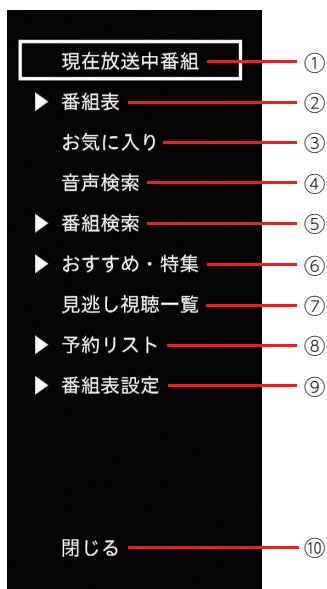 現在放送中番組 ①
▶ 番組表 ②
お気に入り ③
音声検索 ④
▶ 番組検索 ⑤
▶ おすすめ・特集 ⑥
見逃し視聴一覧 ⑦
▶ 予約リスト ⑧
▶ 番組表設定 ⑨
閉じる ⑩